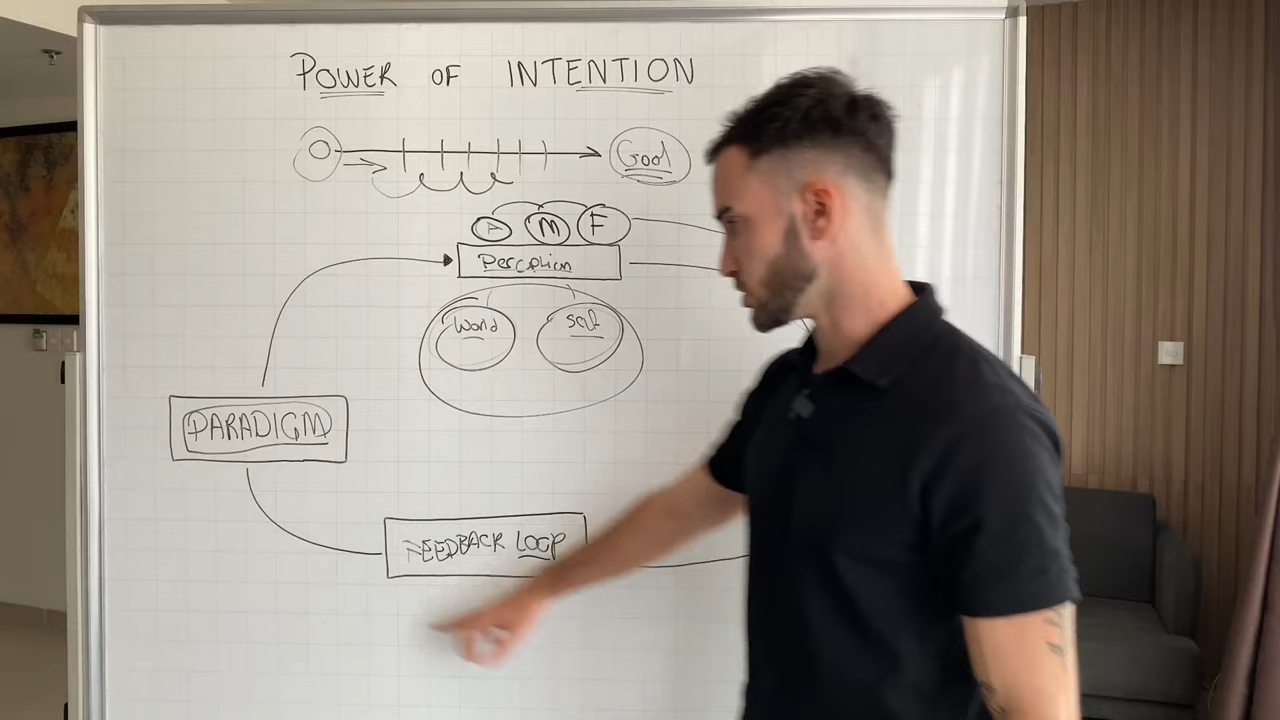 POWER OF INTENTION
Goal
A M F
Perception
World self
PARADIGM
FEEDBACK LOOP